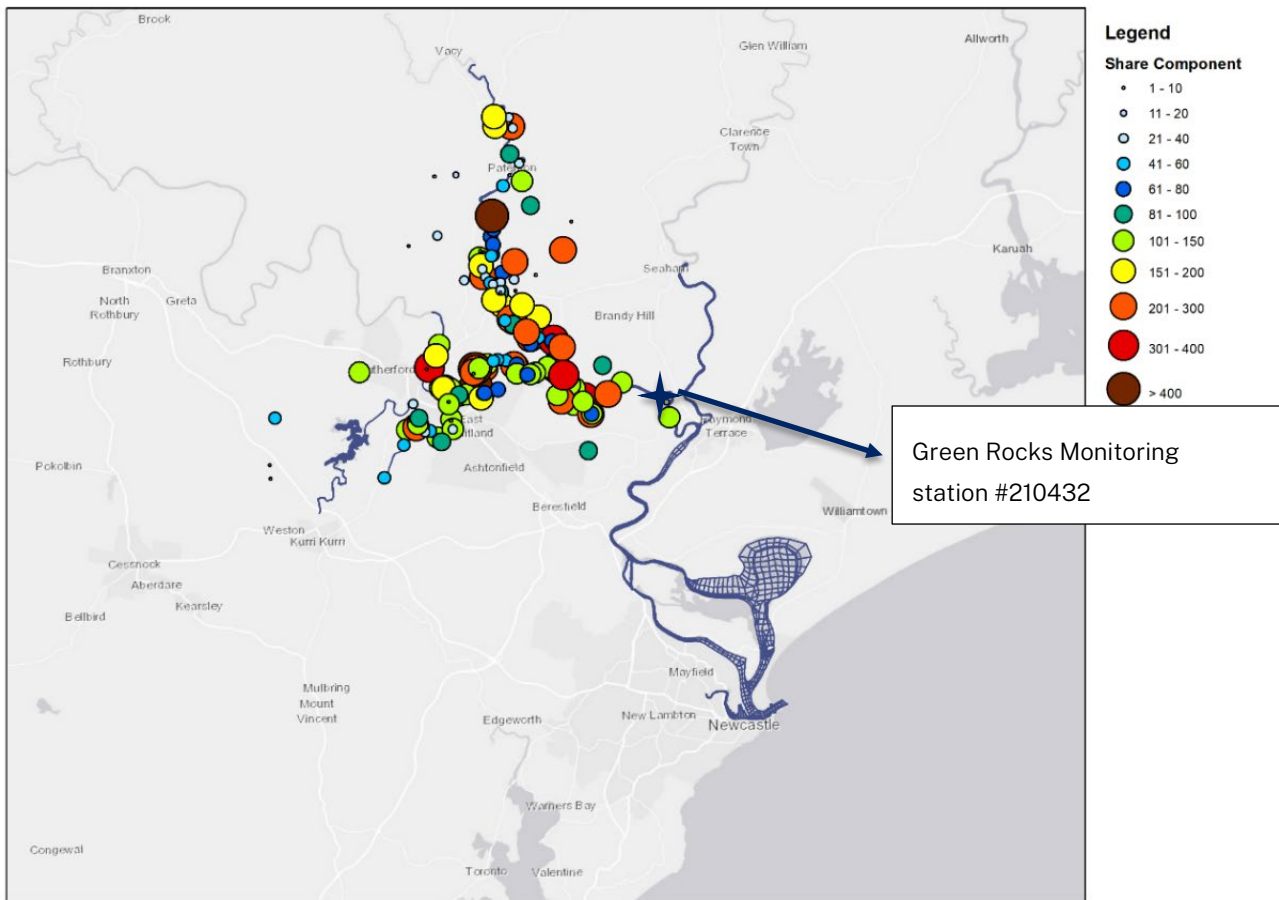 Brock
Vacy
Glen William
Allworth
Clarence
Town
Paterson
Karuah
Seaham
Branxton
North
Rothbury
Greta
Brandy Hill
Rothbury
East
Raymond
Terrace
Ashtonfield
Pokolbin
Williamtown
Beresfield
Weston
Kurri Kurri
Cessnock
Aberdare
Bellbird
Kearsley
Mayfield
Mulbring
Mount
Vincent
Edgeworth
New Lambton
Newcastle
Warners Bay
Congewai
Toronto
Valentine
Legend
Share Component
1 - 10
11 - 20
21 - 40
41 - 60
61 - 80
81 - 100
101 - 150
151 - 200
201 - 300
301 - 400
> 400
Green Rocks Monitoring
station #210432